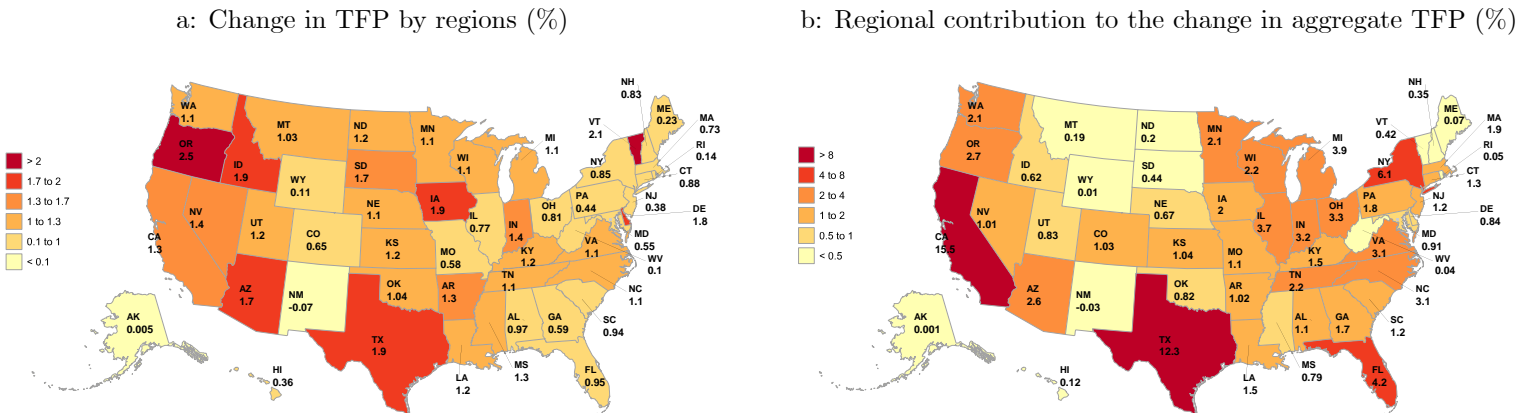 a: Change in TFP by regions (%)
> 2
1.7 to 2
1.3 to 1.7
1 to 1.3
0.1 to 1
< 0.1
WA
1.1
OR
2.5
ID
1.9
MT
1.03
ND
1.2
MN
1.1
SD
1.7
WI
1.1
MI
1.1
WY
0.11
NV
1.4
UT
1.2
CO
0.65
NE
1.1
IA
1.9
IL
0.77
IN
1.4
OH
0.81
PA
0.44
NY
0.85
VT
2.1
NH
0.83
ME
0.23
MA
0.73
RI
0.14
CT
0.88
NJ
0.38
DE
1.8
MD
0.55
WV
0.1
VA
1.1
KY
1.2
MO
0.58
KS
1.2
CA
1.3
AZ
1.7
NM
-0.07
OK
1.04
AR
1.3
TN
1.1
NC
1.1
SC
0.94
GA
0.59
AL
0.97
MS
1.3
LA
1.2
TX
1.9
FL
0.95
AK
0.005
HI
0.36
b: Regional contribution to the change in aggregate TFP (%)
> 8
4 to 8
2 to 4
1 to 2
0.5 to 1
< 0.5
WA
2.1
OR
2.7
ID
0.62
MT
0.19
ND
0.2
MN
2.1
SD
0.44
WI
2.2
MI
3.9
WY
0.01
NV
1.01
UT
0.83
CO
1.03
NE
0.67
IA
2
IL
3.7
IN
3.2
OH
3.3
PA
1.8
NY
6.1
VT
0.42
NH
0.35
ME
0.07
MA
1.9
RI
0.05
CT
1.3
NJ
1.2
DE
0.84
MD
0.91
WV
0.04
VA
3.1
KY
1.5
MO
1.1
KS
1.04
CA
15.5
AZ
2.6
NM
-0.03
OK
0.82
AR
1.02
TN
2.2
NC
3.1
SC
1.2
GA
1.7
AL
1.1
MS
0.79
LA
1.5
TX
12.3
FL
4.2
AK
0.001
HI
0.12